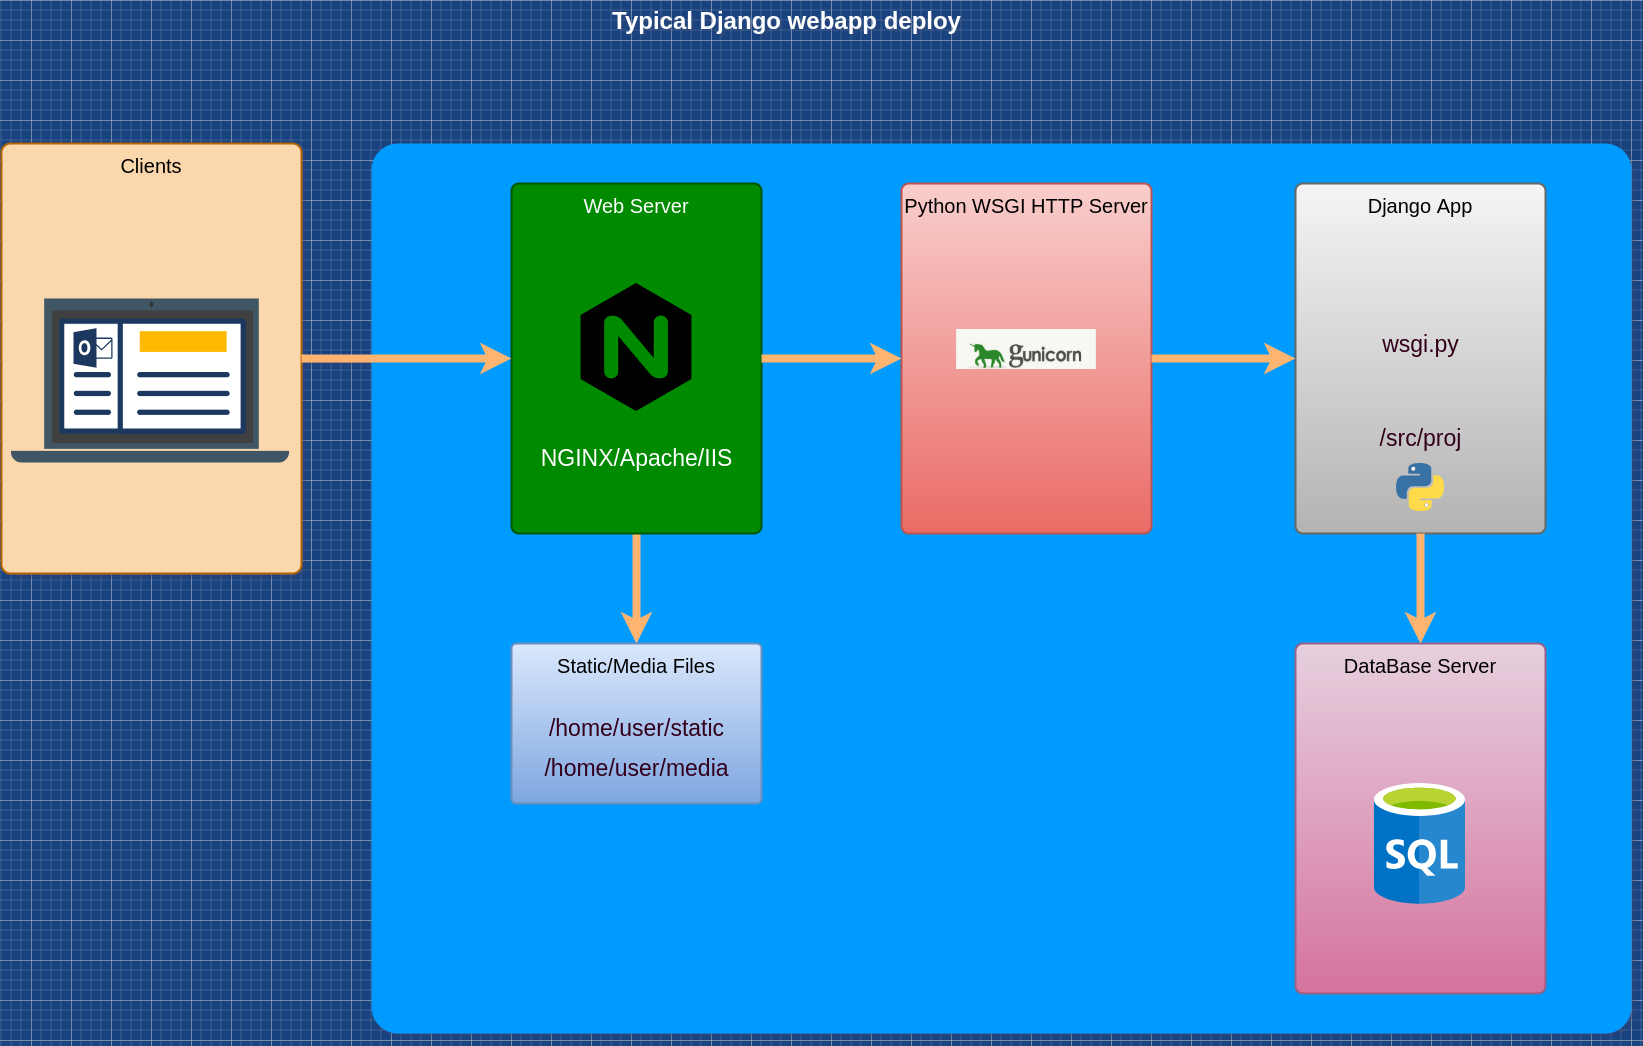 Typical Django webapp deploy
Clients
Web Server
NGINX/Apache/IIS
Python WSGI HTTP Server
gunicorn
Django App
wsgi.py
/src/proj
Static/Media Files
/home/user/static
/home/user/media
DataBase Server
SQL